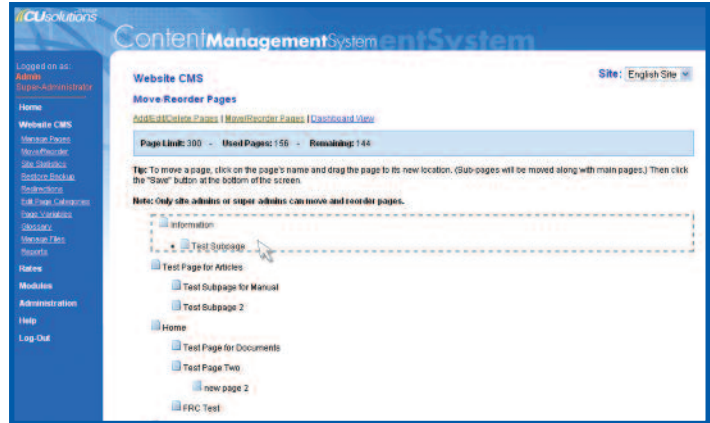 CUsolutions
ContentManagementSystem
entSystem
Logged on as:
Admin
Super-Administrator
Home
Website CMS
Manage Pages
Move/Reorder
Site Statistics
Restore Backup
Redirections
Edit Page Categories
Page Variables
Glossary
Manage Files
Reports
Rates
Modules
Administration
Help
Log-Out
Website CMS
Site: English Site
Move/Reorder Pages
Add/Edit/Delete Pages | Move/Reorder Pages | Dashboard View
Page Limit: 300 - Used Pages: 156 - Remaining: 144
Tip: To move a page, click on the page's name and drag the page to its new location. (Sub-pages will be moved along with main pages.) Then click
the "Save" button at the bottom of the screen.
Note: Only site admins or super admins can move and reorder pages.
Information
Test Subpage
Test Page for Articles
Test Subpage for Manual
Test Subpage 2
Home
Test Page for Documents
Test Page Two
new page 2
FRC Test